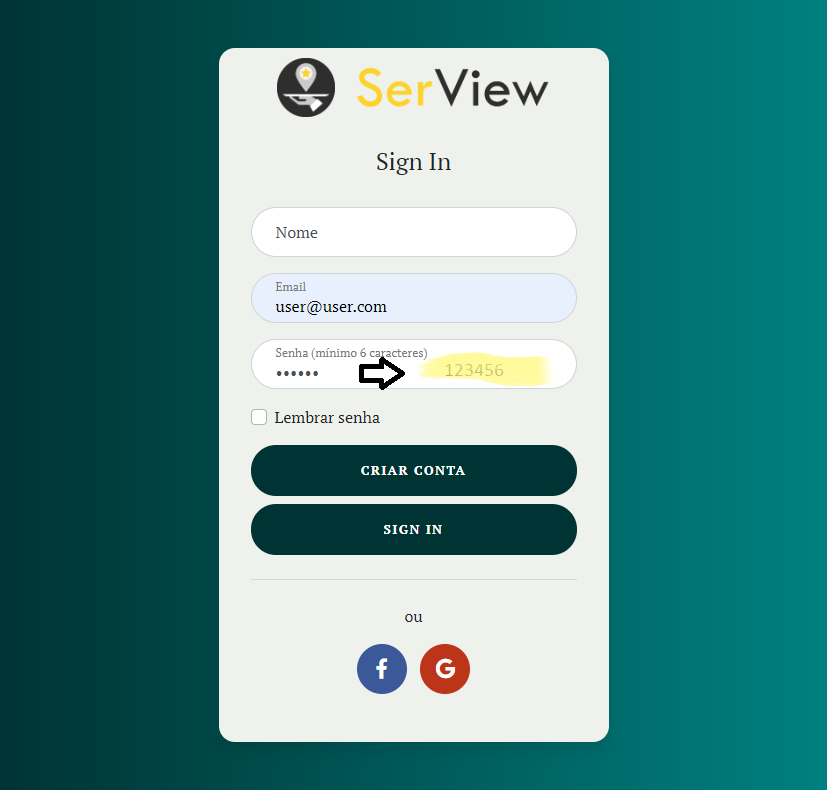 SerView
Sign In
Nome
Email
user@user.com
Senha (mínimo 6 caracteres)
•••••• 123456
Lembrar senha
CRIAR CONTA
SIGN IN
ou
f G